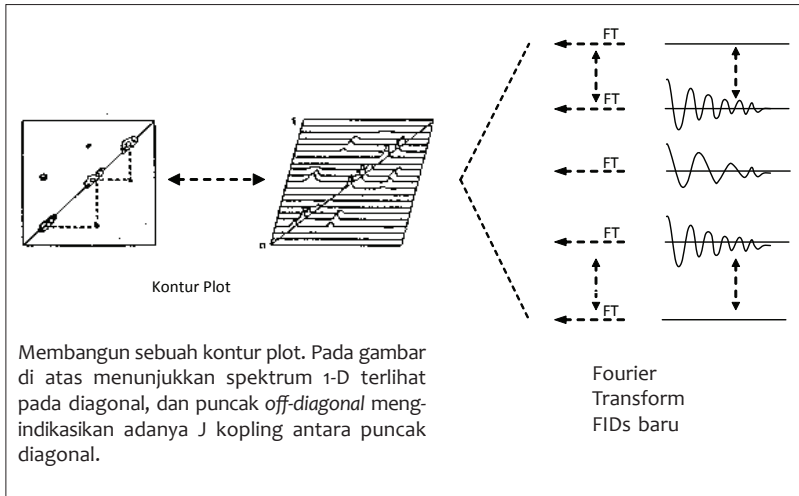 FT
FT
FT
FT
FT
Kontur Plot
Membangun sebuah kontur plot. Pada gambar
di atas menunjukkan spektrum 1-D terlihat
pada diagonal, dan puncak off-diagonal meng-
indikasikan adanya J kopling antara puncak
diagonal.
Fourier
Transform
FIDs baru